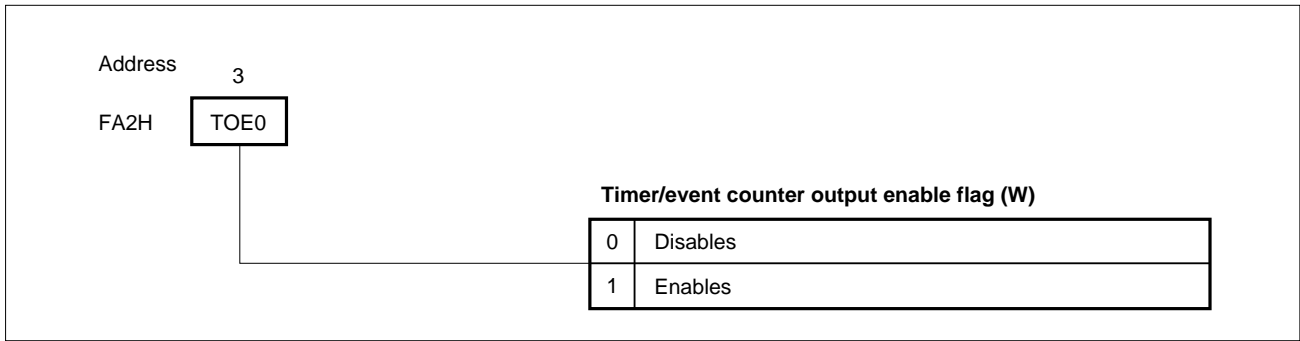 Address
3
FA2H TOE0
Timer/event counter output enable flag (W)
0 Disables
1 Enables